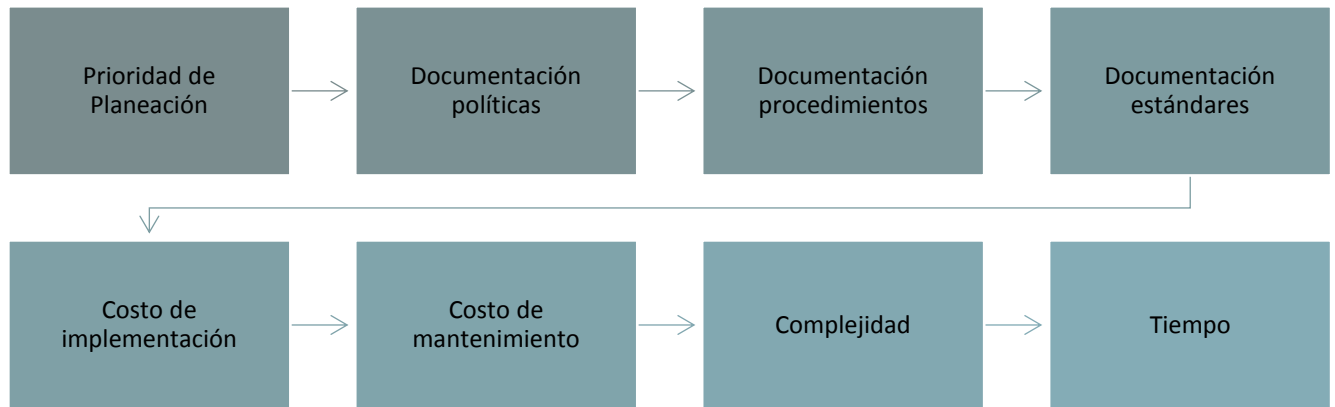 Prioridad de
Planeación
Documentación
políticas
Documentación
procedimientos
Documentación
estándares
Costo de
implementación
Costo de
mantenimiento
Complejidad
Tiempo